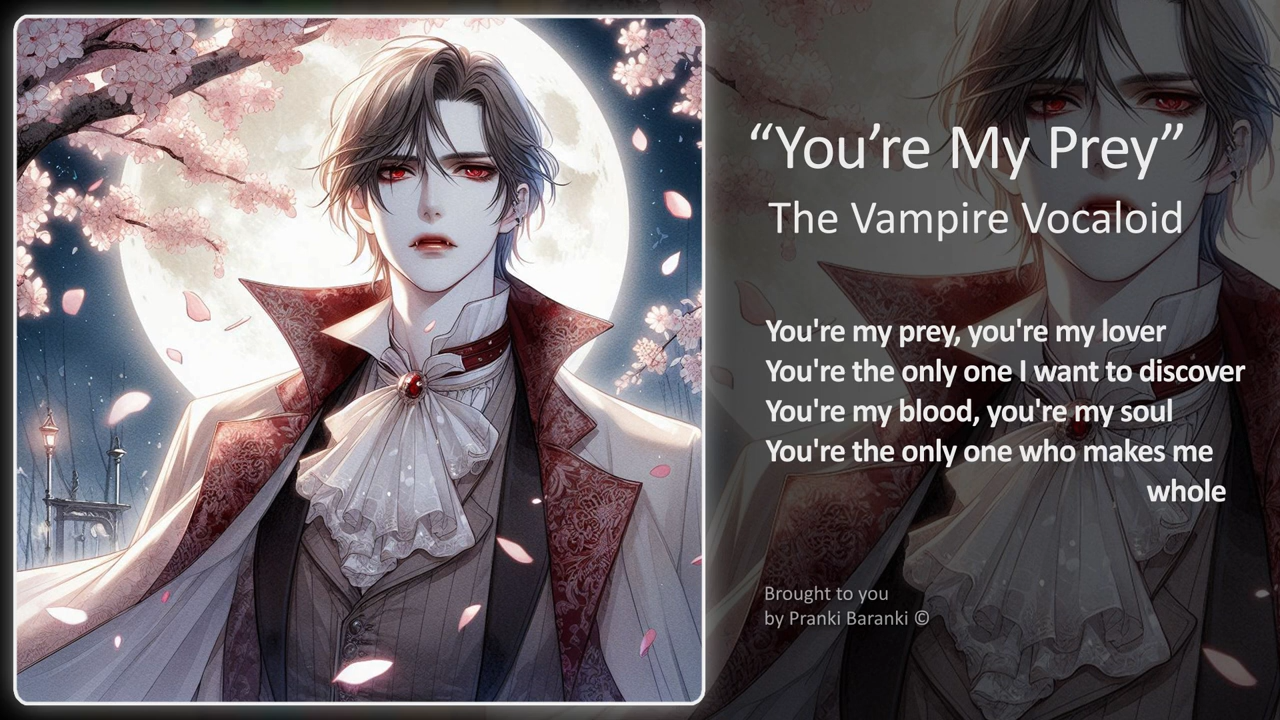 “You’re My Prey”
The Vampire Vocaloid
You're my prey, you're my lover
You're the only one I want to discover
You're my blood, you're my soul
You're the only one who makes me
whole
Brought to you
by Pranki Baranki ©